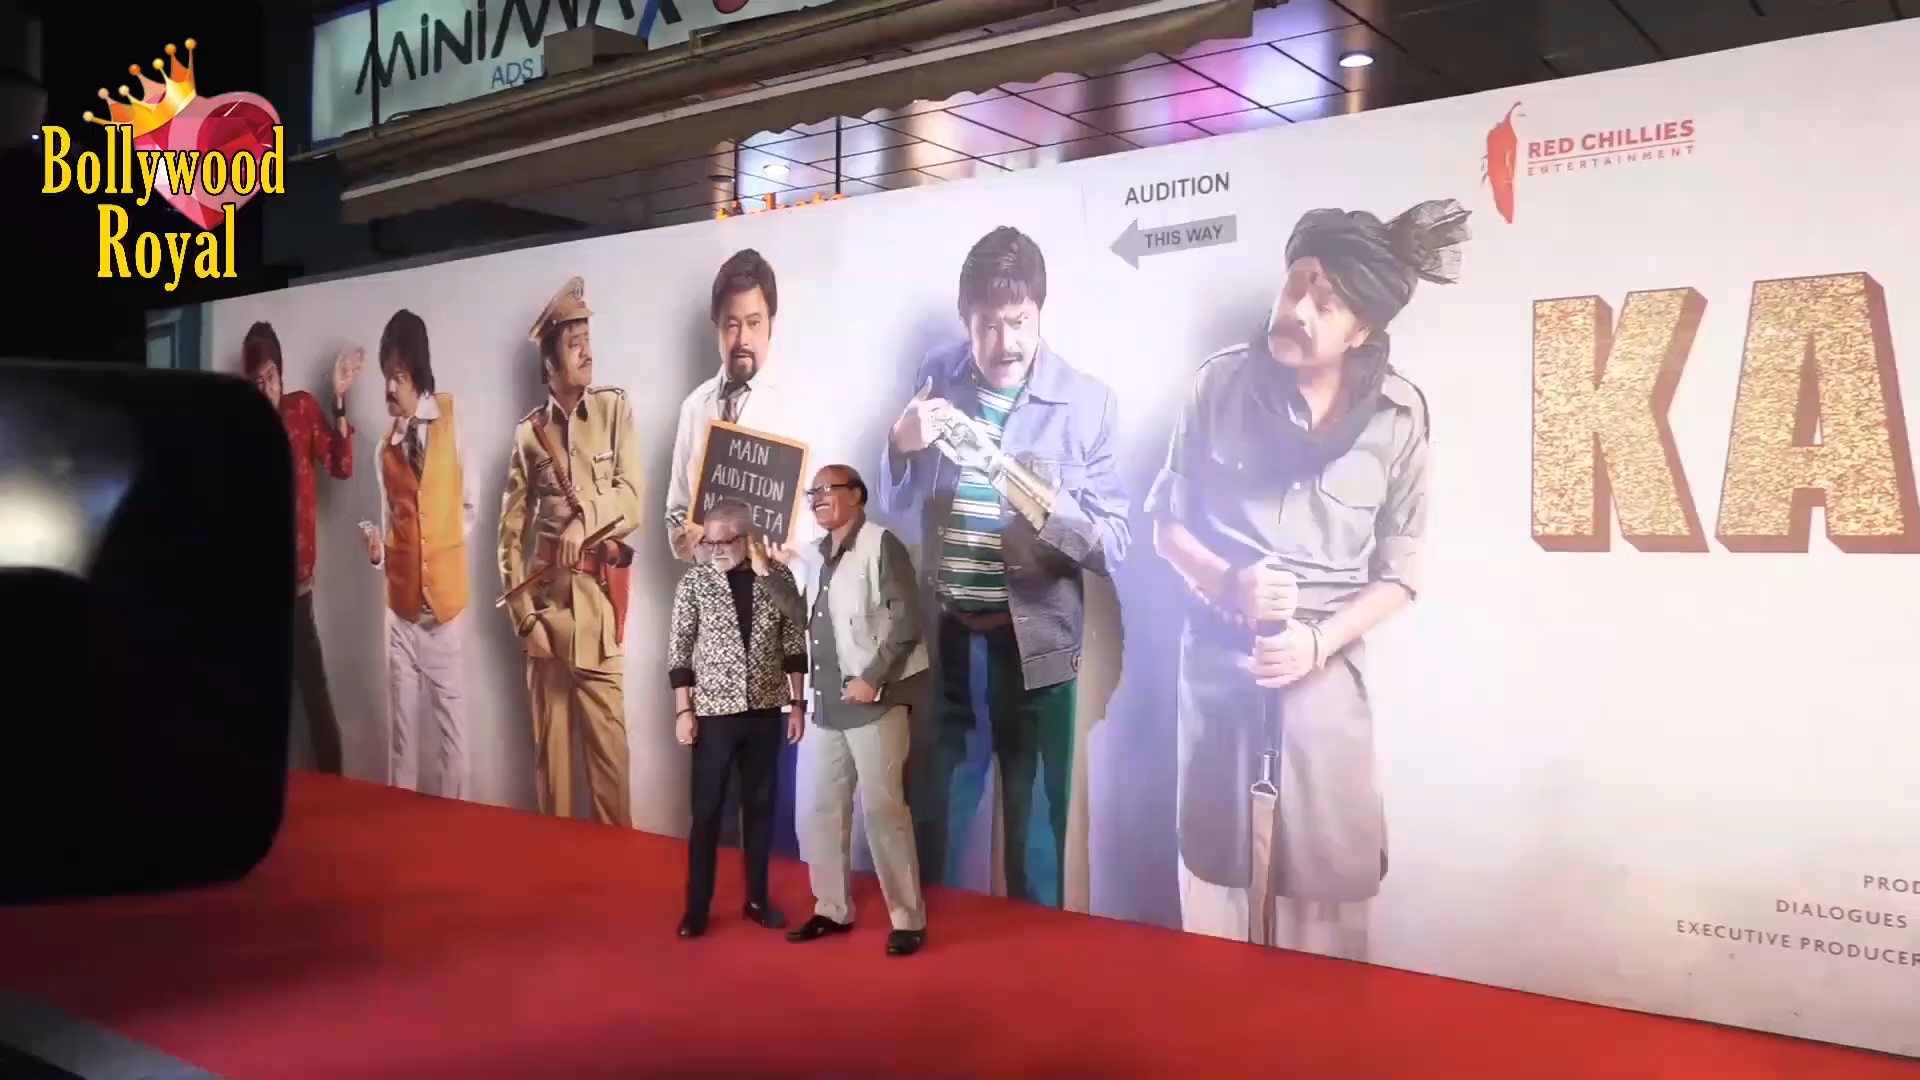 MiNiMAX
ADS
Bollywood
Royal
RED CHILLIES
ENTERTAINMENT
AUDITION
THIS WAY
KA
MAIN
AUDITION
PROD
DIALOGUES
EXECUTIVE PRODUCER